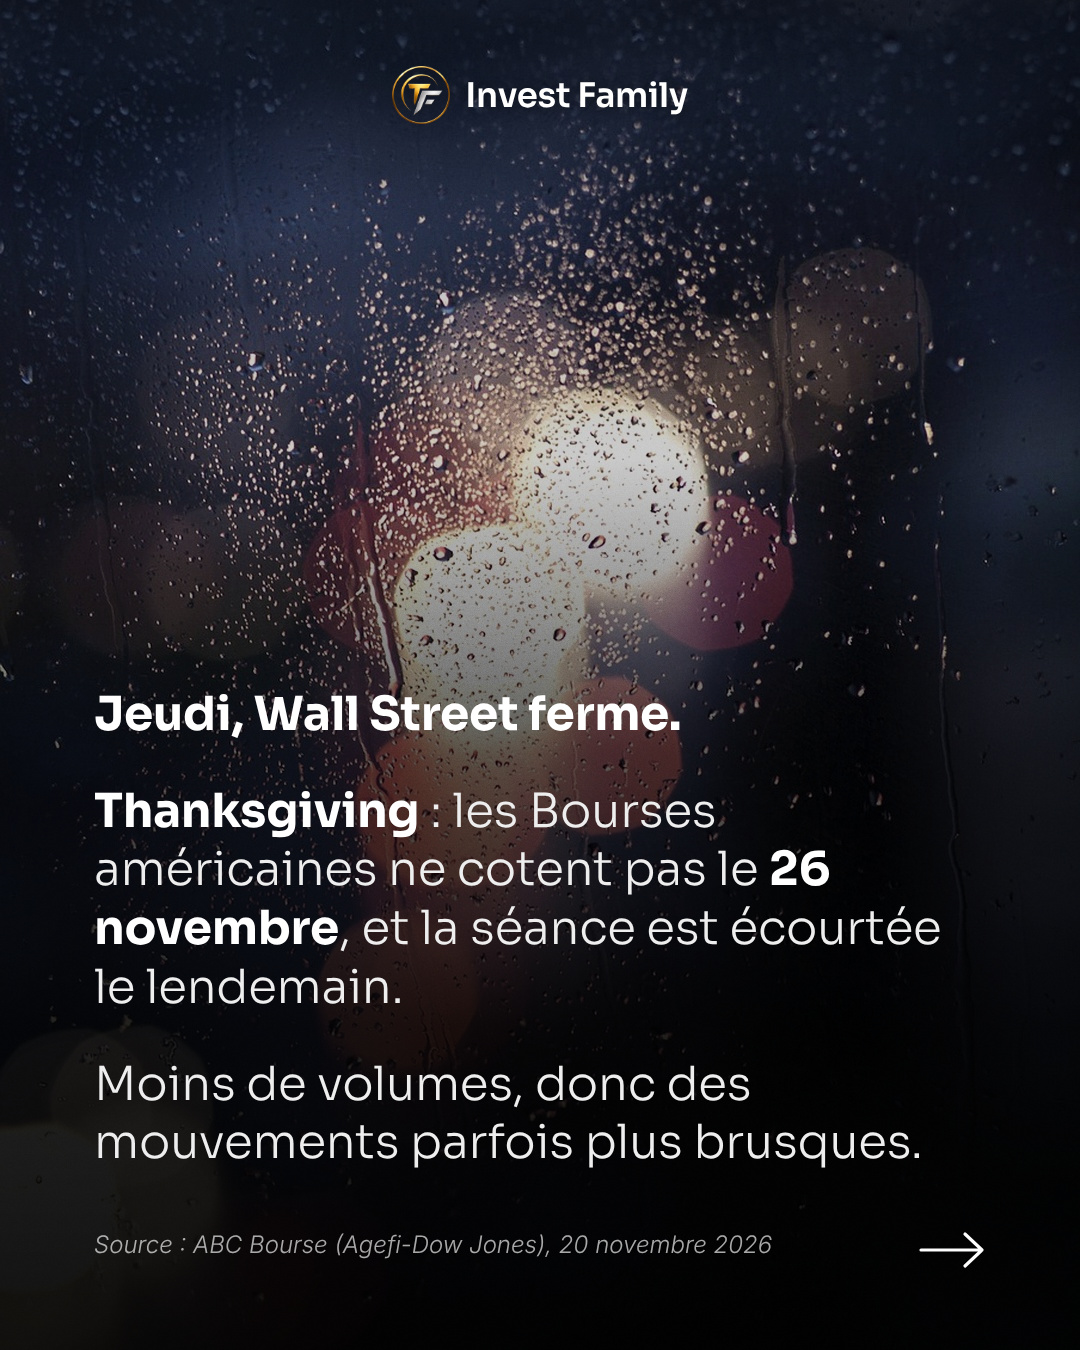 Invest Family
Jeudi, Wall Street ferme.
Thanksgiving : les Bourses
américaines ne cotent pas le 26
novembre, et la séance est écourtée
le lendemain.
Moins de volumes, donc des
mouvements parfois plus brusques.
Source : ABC Bourse (Agefi-Dow Jones), 20 novembre 2026